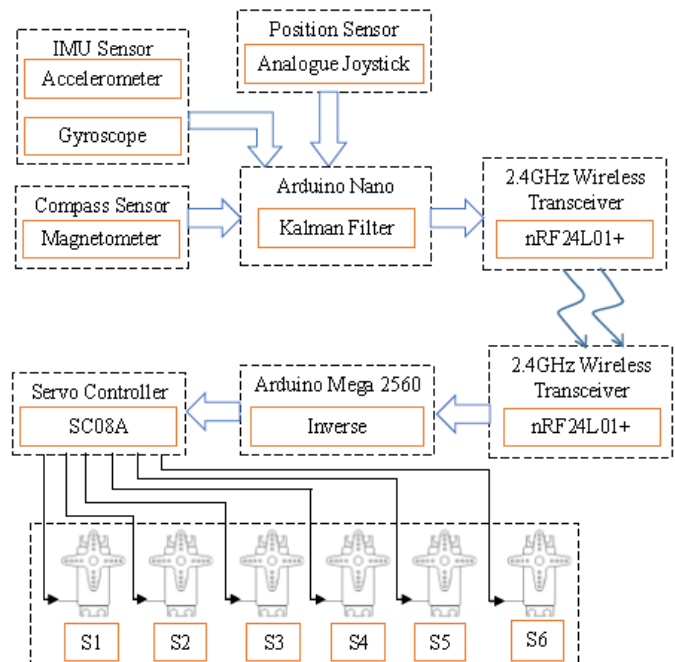 Position Sensor
Analogue Joystick
IMU Sensor
Accelerometer
Gyroscope
Compass Sensor
Magnetometer
Arduino Nano
Kalman Filter
2.4GHz Wireless
Transceiver
nRF24L01+
2.4GHz Wireless
Transceiver
nRF24L01+
Arduino Mega 2560
Inverse
Servo Controller
SC08A
S1
S2
S3
S4
S5
S6